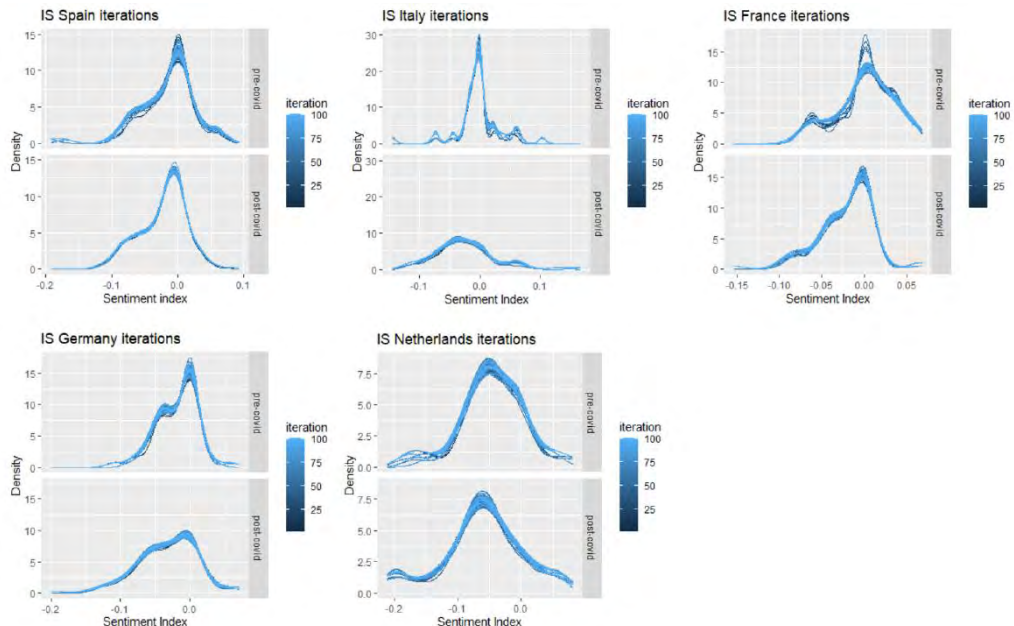 IS Spain iterations
15
10
5
0
pre-covid
15
10
5
0
post-covid
Density
-0.2
-0.1
0.0
0.1
Sentiment index
iteration
100
75
50
25
IS Italy iterations
30
20
10
0
pre-covid
30
20
10
0
post-covid
Density
-0.1
0.0
0.1
Sentiment Index
iteration
100
75
50
25
IS France iterations
15
10
5
0
pre-covid
15
10
5
0
post-covid
Density
-0.15
-0.10
-0.05
0.00
0.05
Sentiment Index
iteration
100
75
50
25
IS Germany iterations
15
10
5
0
pre-covid
15
10
5
0
post-covid
Density
-0.2
-0.1
0.0
Sentiment Index
iteration
100
75
50
25
IS Netherlands iterations
7.5
5.0
2.5
0.0
pre-covid
7.5
5.0
2.5
0.0
post-covid
Density
-0.2
-0.1
0.0
Sentiment Index
iteration
100
75
50
25